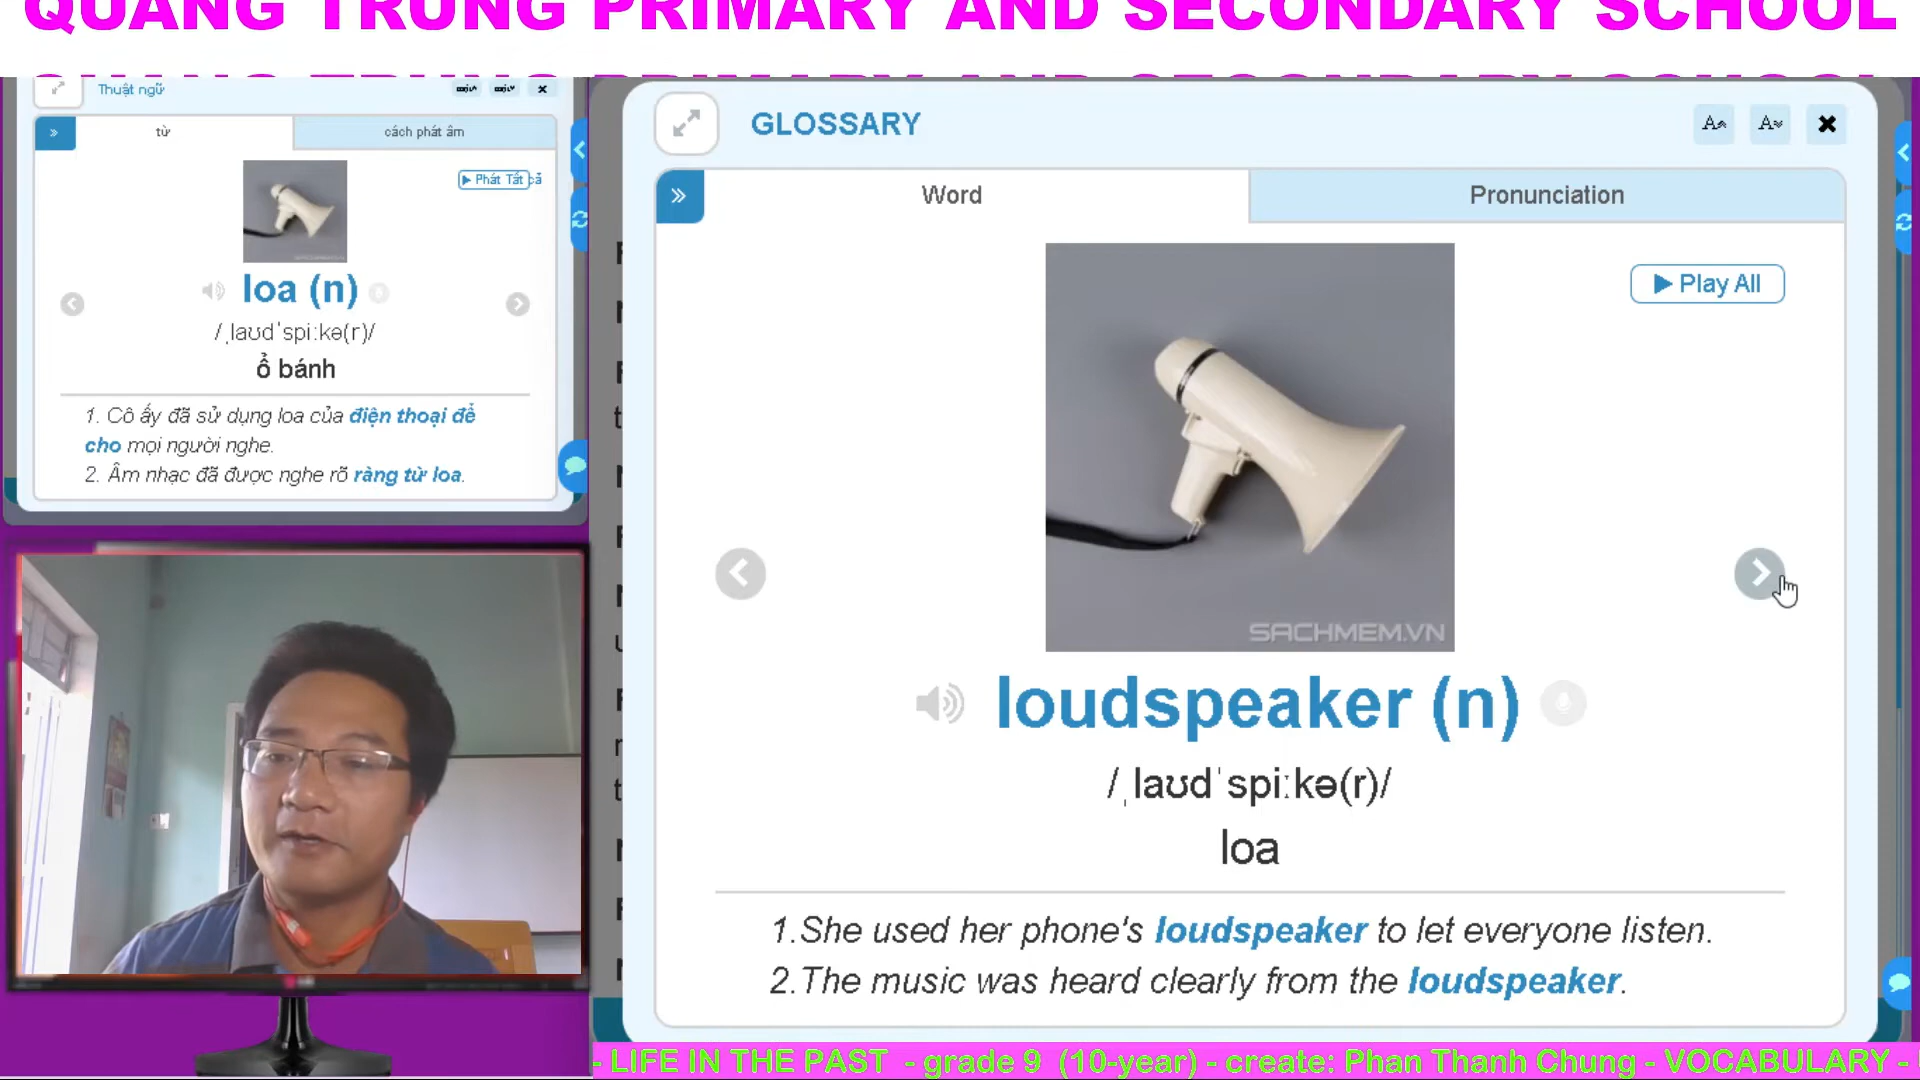 QUANG TRUNG PRIMARY AND SECONDARY SCHOOL
Thuật ngữ
từ
cách phát âm
Phát Tất cả
loa (n)
/ˌlaʊdˈspiːkə(r)/
ổ bánh
1. Cô ấy đã sử dụng loa của điện thoại để
cho mọi người nghe.
2. Âm nhạc đã được nghe rõ ràng từ loa.
GLOSSARY
A
A
Word
Pronunciation
Play All
SACHMEM.VN
loudspeaker (n)
/ˌlaʊdˈspiːkə(r)/
loa
1.She used her phone's loudspeaker to let everyone listen.
2.The music was heard clearly from the loudspeaker.
- LIFE IN THE PAST - grade 9 (10-year) - create: Phan Thanh Chung - VOCABULARY -